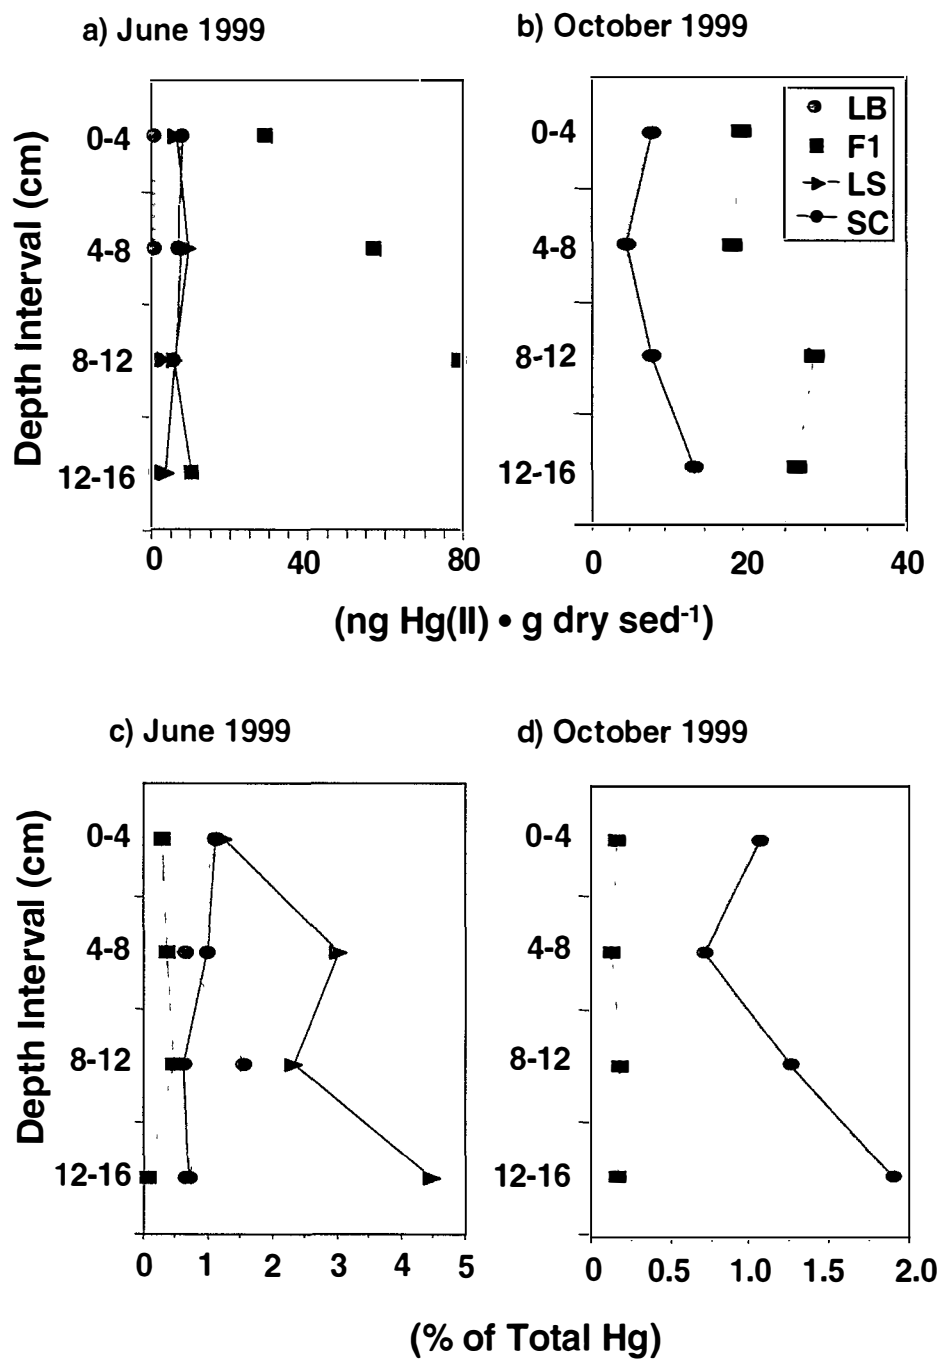 a) June 1999
b) October 1999
Depth Interval (cm)
0-4
4-8
8-12
12-16
0 40 80
0-4
4-8
8-12
12-16
0 20 40
LB
F1
LS
SC
(ng Hg(II) • g dry sed-1)
c) June 1999
d) October 1999
Depth Interval (cm)
0-4
4-8
8-12
12-16
0 1 2 3 4 5
0-4
4-8
8-12
12-16
0 0.5 1.0 1.5 2.0
(% of Total Hg)